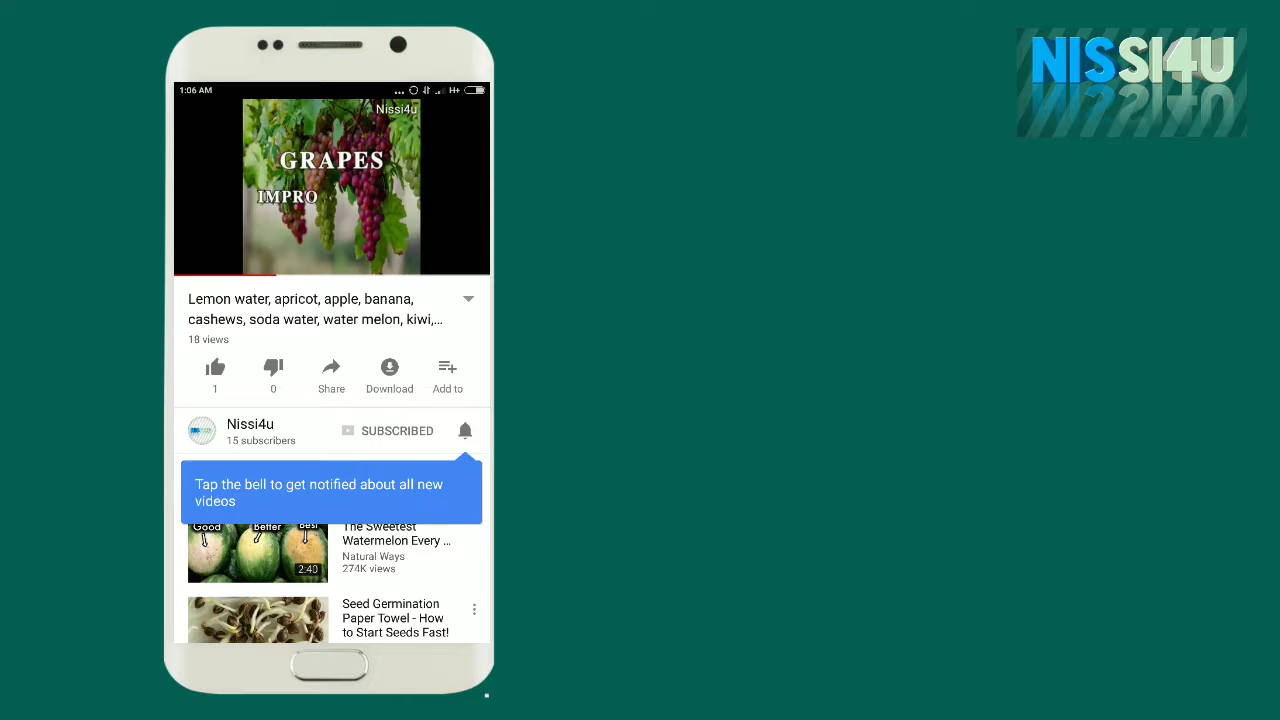 NISSI4U
1:06 AM
H+
Nissi4u
GRAPES
IMPRO
Lemon water, apricot, apple, banana,
cashews, soda water, water melon, kiwi,...
18 views
1
0
Share
Download
Add to
Nissi4u
15 subscribers
SUBSCRIBED
Tap the bell to get notified about all new
videos
Good
Better
Best
2:40
The Sweetest
Watermelon Every ...
Natural Ways
274K views
Seed Germination
Paper Towel - How
to Start Seeds Fast!